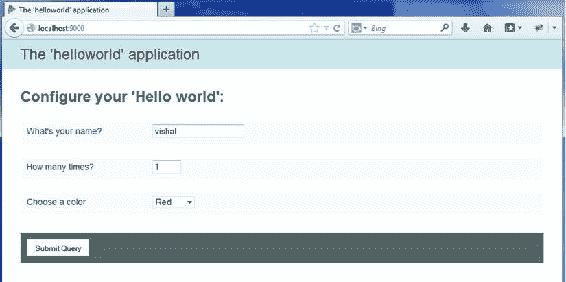 The 'helloworld' application
localhost:9000
Bing
The 'helloworld' application
Configure your 'Hello world':
What's your name?
vishal
How many times?
1
Choose a color
Red
Submit Query